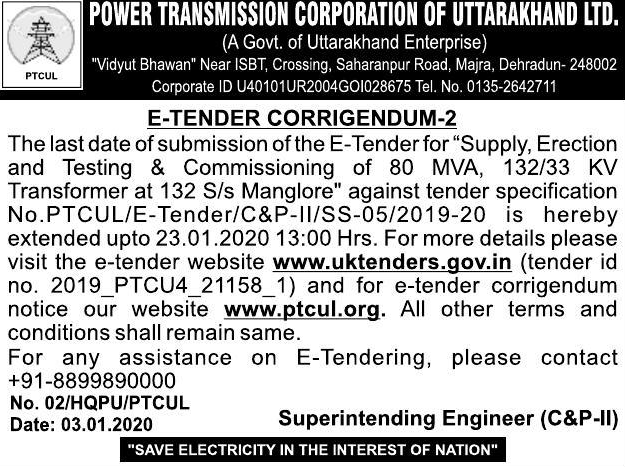 POWER TRANSMISSION CORPORATION OF UTTARAKHAND LTD.
(A Govt. of Uttarakhand Enterprise)
"Vidyut Bhawan" Near ISBT, Crossing, Saharanpur Road, Majra, Dehradun- 248002
Corporate ID U40101UR2004GOI028675 Tel. No. 0135-2642711
PTCUL
E-TENDER CORRIGENDUM-2
The last date of submission of the E-Tender for “Supply, Erection
and Testing & Commissioning of 80 MVA, 132/33 KV
Transformer at 132 S/s Manglore" against tender specification
No.PTCUL/E-Tender/C&P-II/SS-05/2019-20 is hereby
extended upto 23.01.2020 13:00 Hrs. For more details please
visit the e-tender website www.uktenders.gov.in (tender id
no. 2019_PTCU4_21158_1) and for e-tender corrigendum
notice our website www.ptcul.org. All other terms and
conditions shall remain same.
For any assistance on E-Tendering, please contact
+91-8899890000
No. 02/HQPU/PTCUL
Date: 03.01.2020
Superintending Engineer (C&P-II)
"SAVE ELECTRICITY IN THE INTEREST OF NATION"